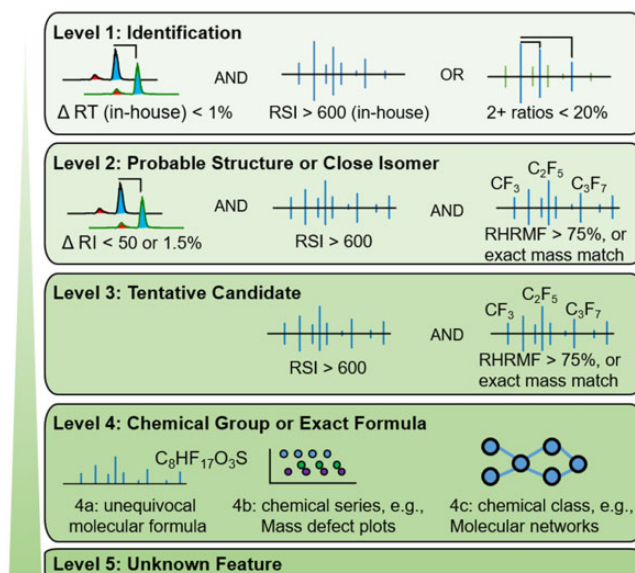 Level 1: Identification
AND
OR
Δ RT (in-house) < 1%
RSI > 600 (in-house)
2+ ratios < 20%
Level 2: Probable Structure or Close Isomer
AND
AND
CF₃
C₂F₅
C₃F₇
Δ RI < 50 or 1.5%
RSI > 600
RHRMF > 75%, or
exact mass match
Level 3: Tentative Candidate
AND
CF₃
C₂F₅
C₃F₇
RSI > 600
RHRMF > 75%, or
exact mass match
Level 4: Chemical Group or Exact Formula
C₈HF₁₇O₃S
4a: unequivocal
molecular formula
4b: chemical series, e.g.,
Mass defect plots
4c: chemical class, e.g.,
Molecular networks
Level 5: Unknown Feature